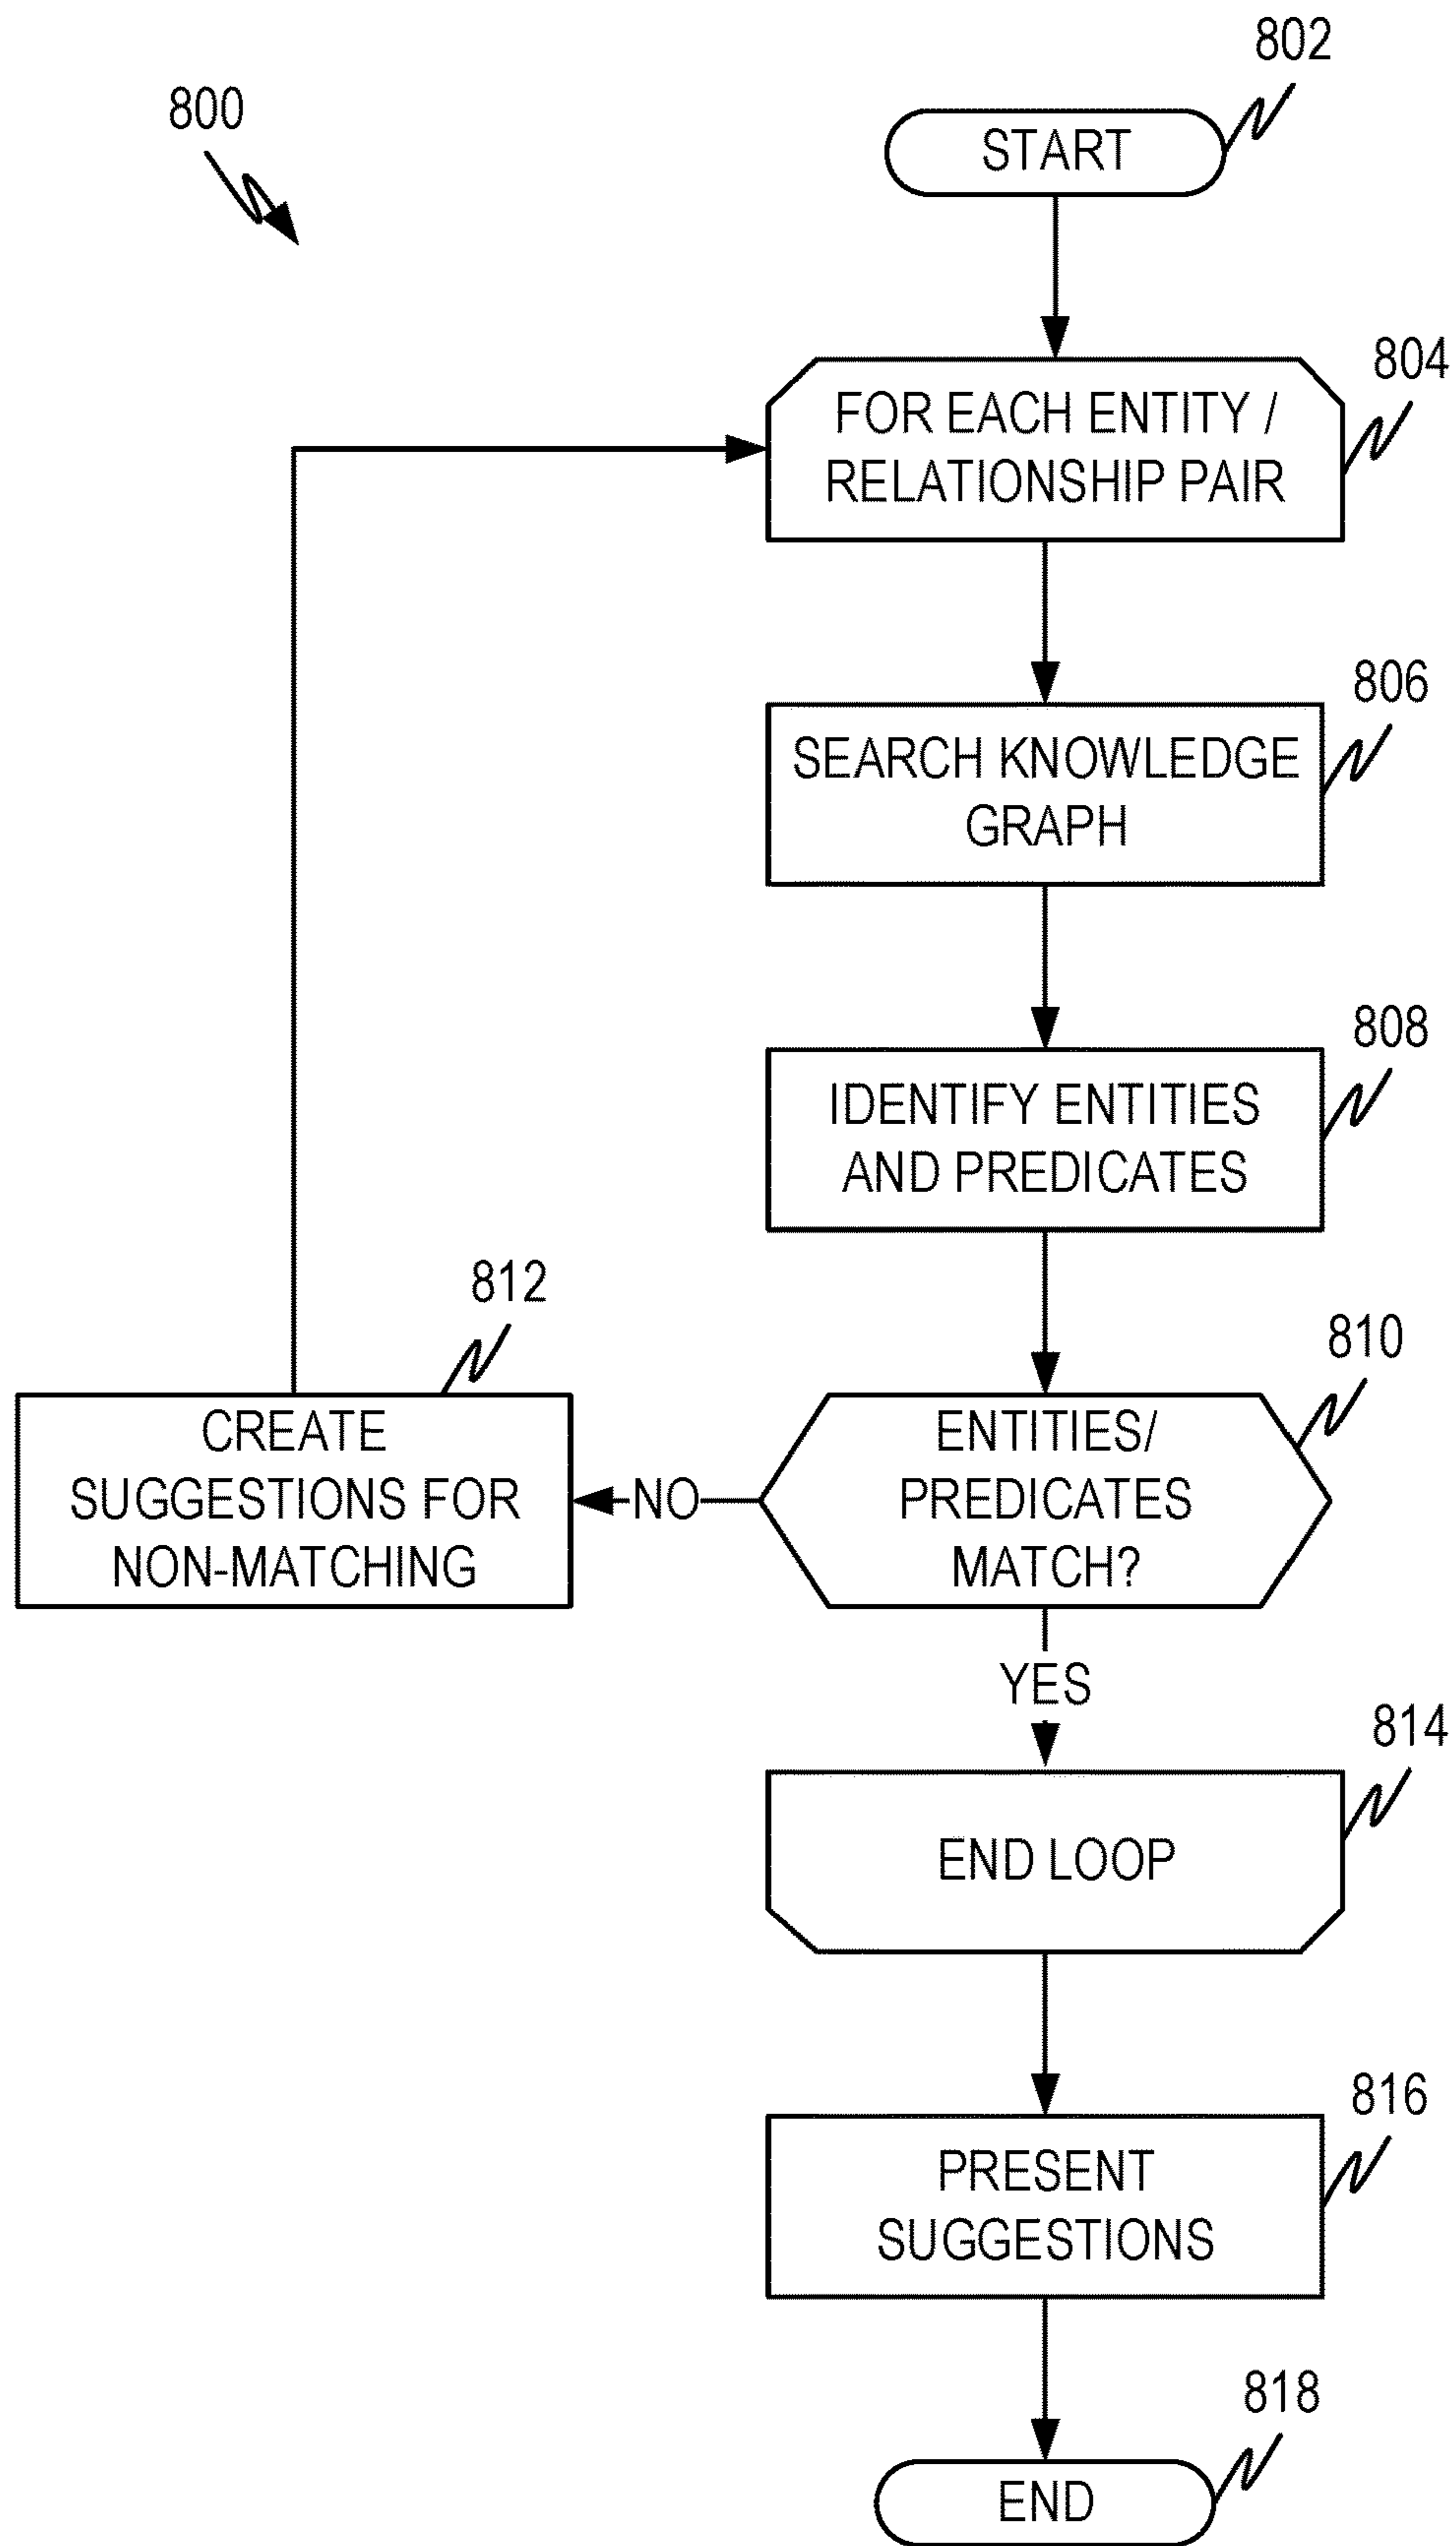 802
800
START
804
FOR EACH ENTITY /
RELATIONSHIP PAIR
806
SEARCH KNOWLEDGE
GRAPH
808
IDENTIFY ENTITIES
AND PREDICATES
812
810
CREATE
SUGGESTIONS FOR
NON-MATCHING
NO
ENTITIES/
PREDICATES
MATCH?
YES
814
END LOOP
816
PRESENT
SUGGESTIONS
818
END